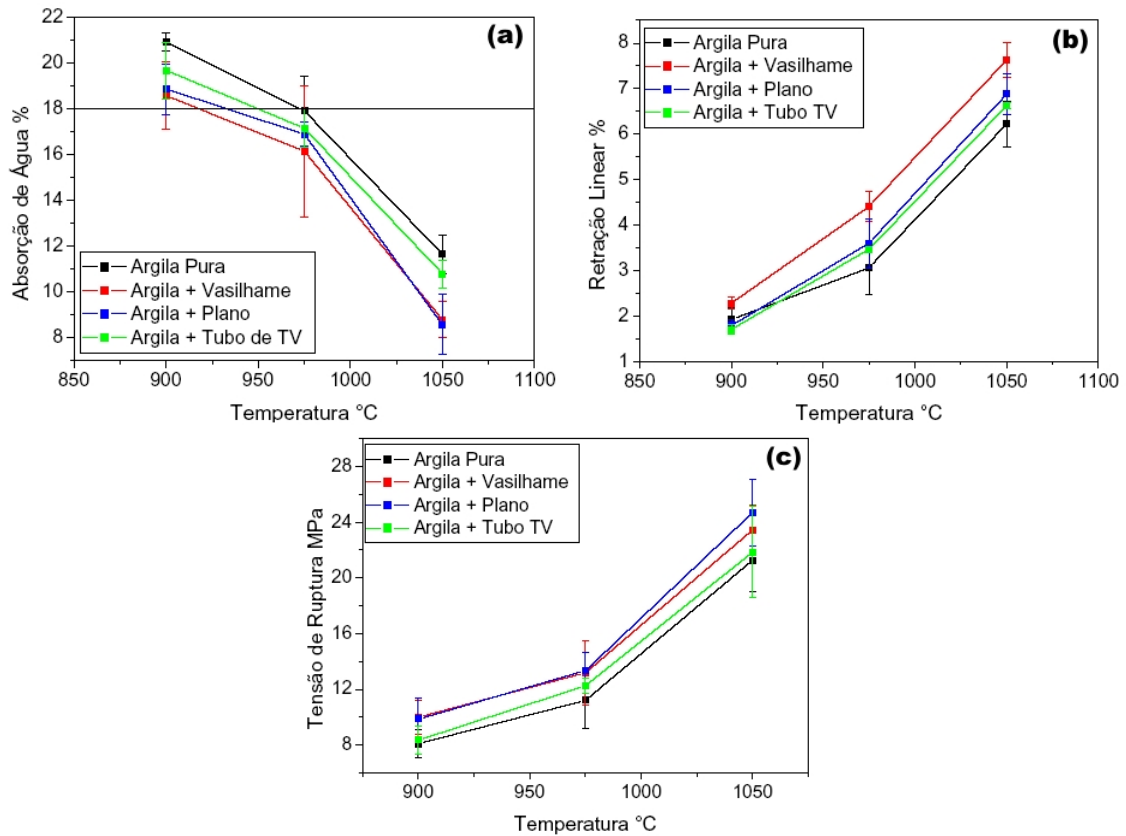 (a)
Argila Pura
Argila + Vasilhame
Argila + Plano
Argila + Tubo de TV
Absorção de Água %
22
21
20
19
18
16
14
12
10
8
850
900
950
1000
1050
1100
Temperatura °C
(b)
Argila Pura
Argila + Vasilhame
Argila + Plano
Argila + Tubo TV
Retração Linear %
8
7
6
5
4
3
2
1
850
900
950
1000
1050
1100
Temperatura °C
(c)
Argila Pura
Argila + Vasilhame
Argila + Plano
Argila + Tubo TV
Tensão de Ruptura MPa
28
24
20
16
12
8
900
950
1000
1050
Temperatura °C